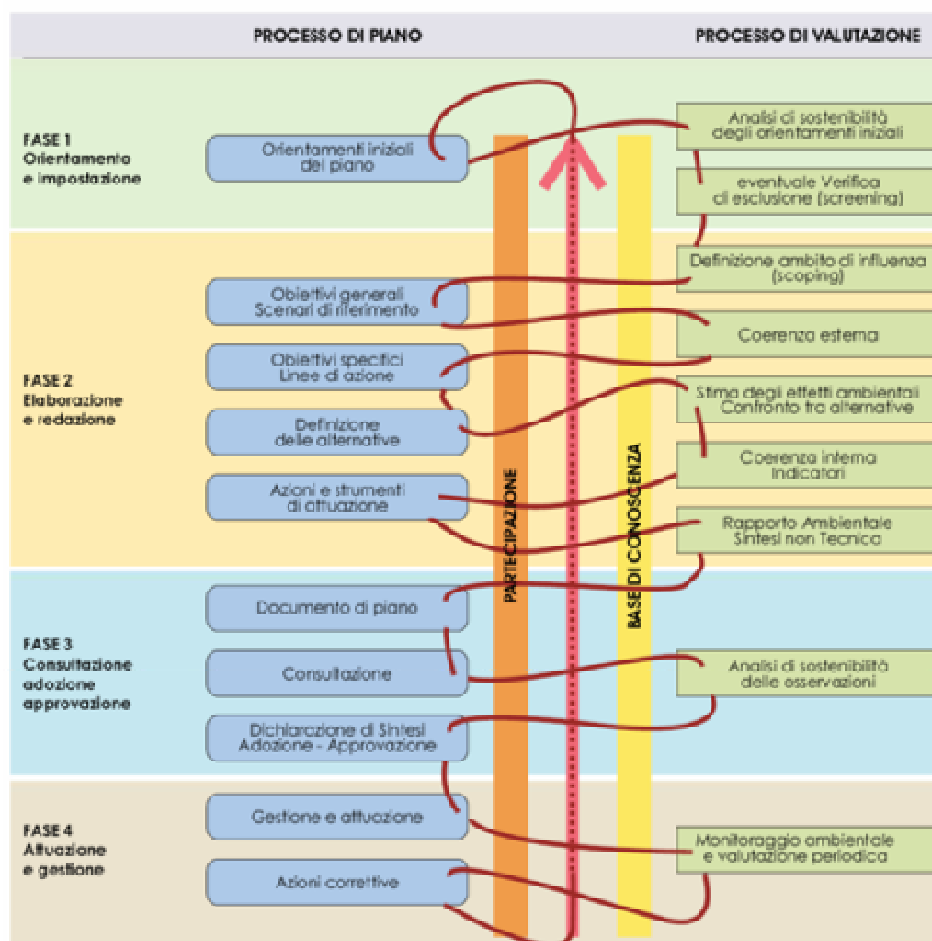 PROCESSO DI PIANO
PROCESSO DI VALUTAZIONE
FASE 1
Orientamento
e impostazione
Orientamenti iniziali
del piano
Analisi di sostenibilità
degli orientamenti iniziali
eventuale Verifica
di esclusione (screening)
FASE 2
Elaborazione
e redazione
Obiettivi generali
Scenari di riferimento
Obiettivi specifici
Linee di azione
Definizione
delle alternative
Azioni e strumenti
di attuazione
Definizione ambito di influenza
(scoping)
Coerenza esterna
Stima degli effetti ambientali
Confronto tra alternative
Coerenza interna
Indicatori
Rapporto Ambientale
Sintesi non Tecnica
PARTECIPAZIONE
BASE DI CONOSCENZA
FASE 3
Consultazione
adozione
approvazione
Documento di piano
Consultazione
Dichiarazione di Sintesi
Adozione - Approvazione
Analisi di sostenibilità
delle osservazioni
FASE 4
Attuazione
e gestione
Gestione e attuazione
Azioni correttive
Monitoraggio ambientale
e valutazione periodica